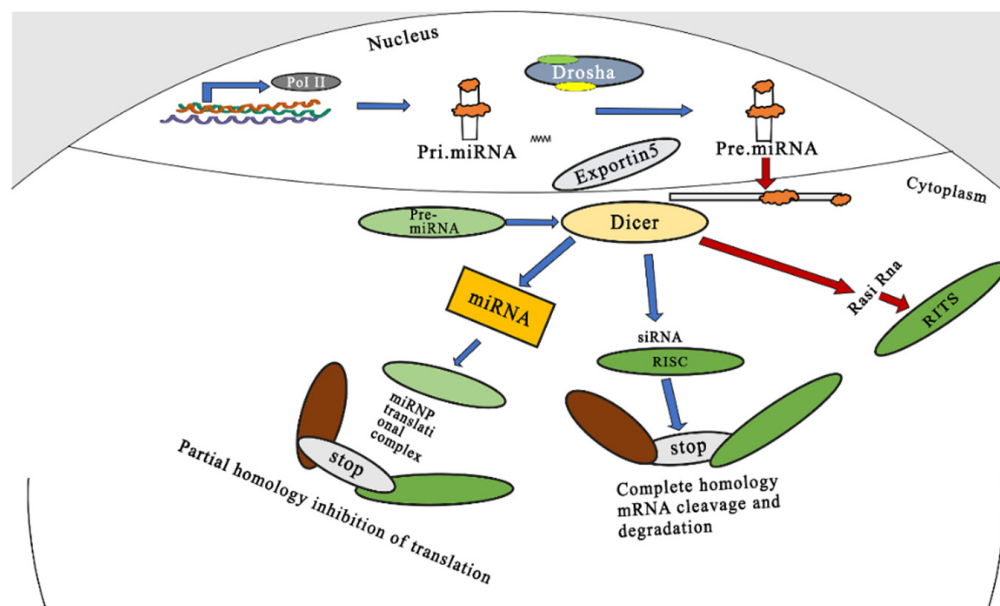 Nucleus
Pol II
Drosha
Pri.miRNA
Pre.miRNA
Exportin5
Cytoplasm
Pre-
miRNA
Dicer
miRNA
siRNA
RISC
Rasi Rna
RITS
miRNP
translati
onal
complex
stop
Partial homology inhibition of translation
stop
Complete homology
mRNA cleavage and
degradation